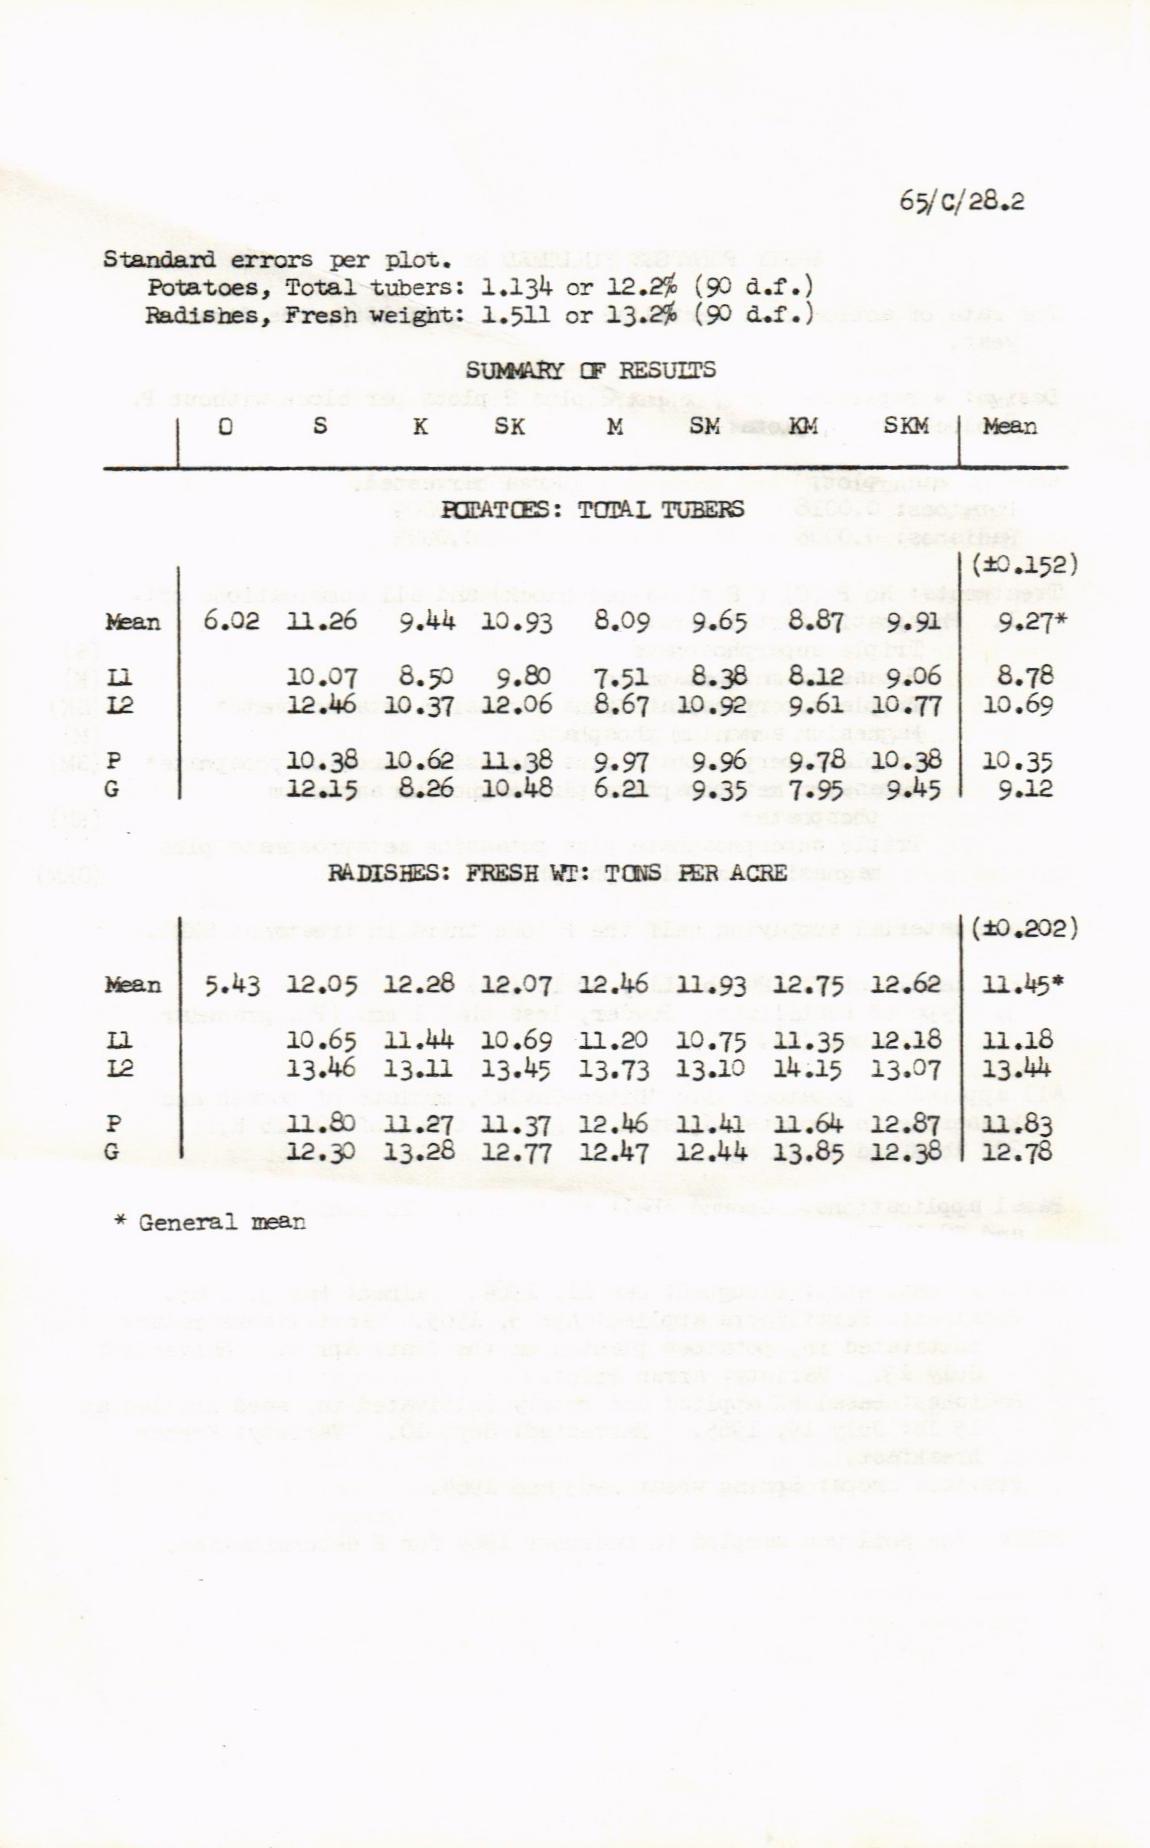 65/C/28.2
Standard errors per plot.
Potatoes, Total tubers: 1.134 or 12.2% (90 d.f.)
Radishes, Fresh weight: 1.511 or 13.2% (90 d.f.)
SUMMARY OF RESULTS
O S K SK M SM KM SKM Mean
POTATOES: TOTAL TUBERS
(±0.152)
Mean 6.02 11.26 9.44 10.93 8.09 9.65 8.87 9.91 9.27*
L1 10.07 8.50 9.80 7.51 8.38 8.12 9.06 8.78
L2 12.46 10.37 12.06 8.67 10.92 9.61 10.77 10.69
P 10.38 10.62 11.38 9.97 9.96 9.78 10.38 10.35
G 12.15 8.26 10.48 6.21 9.35 7.95 9.45 9.12
RADISHES: FRESH WT: TONS PER ACRE
(±0.202)
Mean 5.43 12.05 12.28 12.07 12.46 11.93 12.75 12.62 11.45*
L1 10.65 11.44 10.69 11.20 10.75 11.35 12.18 11.18
L2 13.46 13.11 13.45 13.73 13.10 14.15 13.07 13.44
P 11.80 11.27 11.37 12.46 11.41 11.64 12.87 11.83
G 12.30 13.28 12.77 12.47 12.44 13.85 12.38 12.78
* General mean